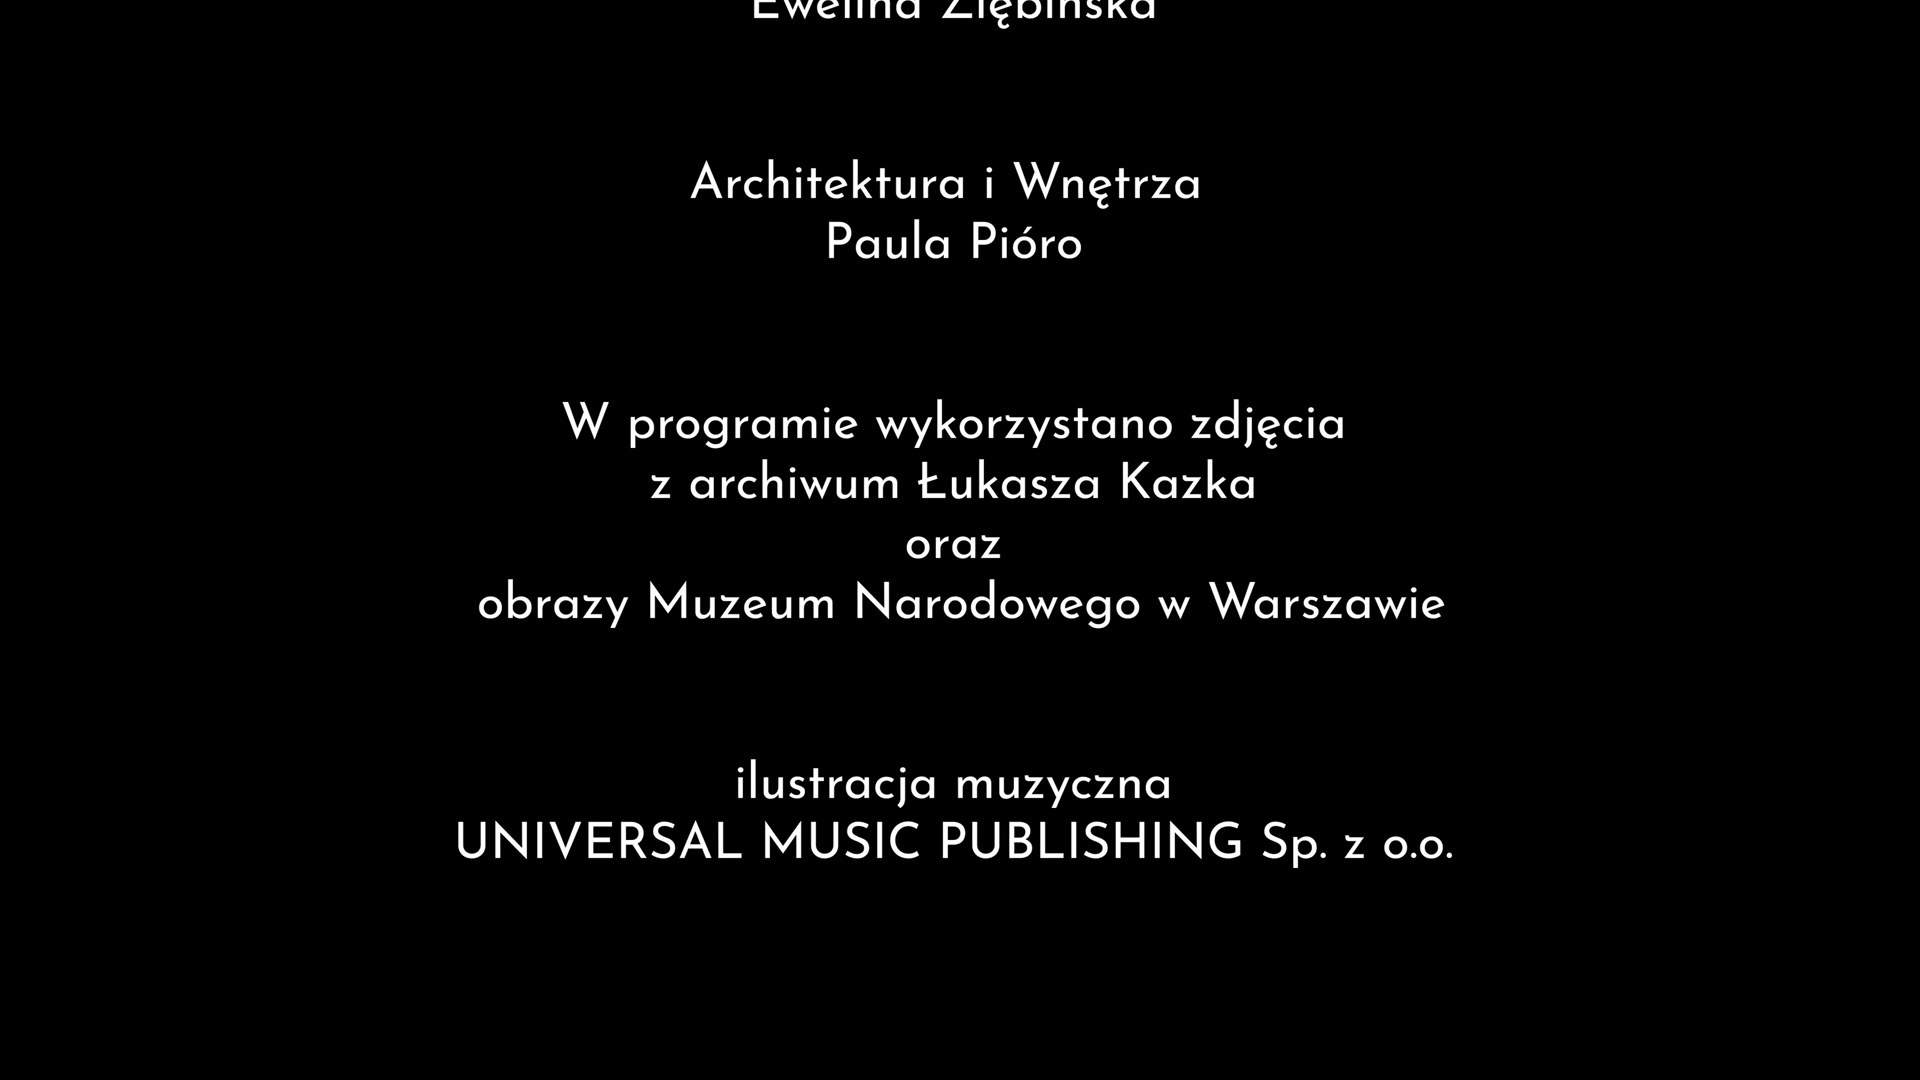 Ewelina
Architektura i Wnętrza
Paula Pióro
W programie wykorzystano zdjęcia
z archiwum Łukasza Kazka
oraz
obrazy Muzeum Narodowego w Warszawie
ilustracja muzyczna
UNIVERSAL MUSIC PUBLISHING Sp. z o.o.